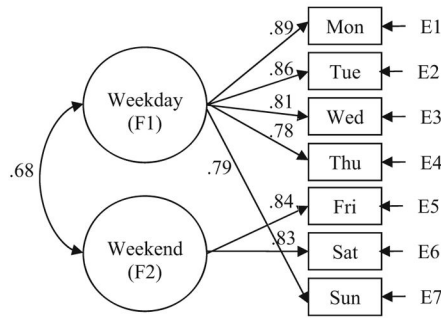 .89
Mon
E1
.86
Tue
E2
Weekday
(F1)
.81
Wed
E3
.78
Thu
E4
.68
.79
.84
Fri
E5
Weekend
(F2)
.83
Sat
E6
Sun
E7